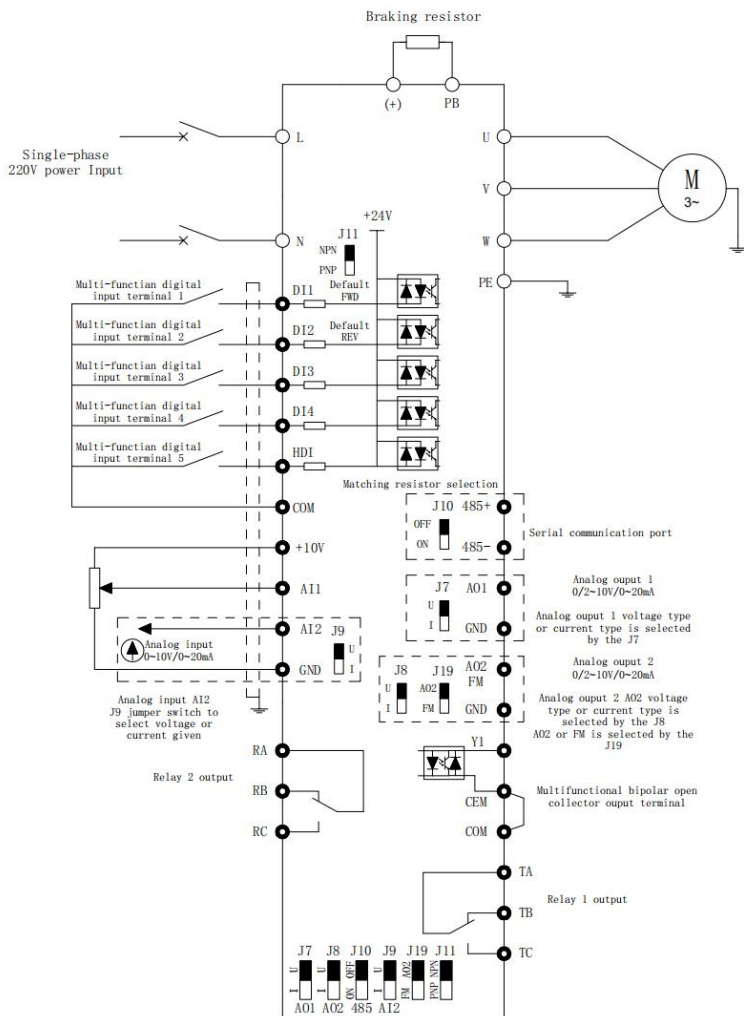 Braking resistor
(+)
PB
L
U
Single-phase
220V power Input
V
M
3~
+24V
J11
NPN
PNP
N
W
PE
Multi-functian digital
input terminal 1
DI1
Default
FWD
Multi-functian digital
input terminal 2
DI2
Default
REV
Multi-functian digital
input terminal 3
DI3
Multi-functian digital
input terminal 4
DI4
Multi-functian digital
input terminal 5
HDI
Matching resistor selection
COM
J10
485+
OFF
ON
485-
Serial communication port
+10V
AI1
J7
AO1
U
I
GND
Analog ouput 1
0/2~10V/0~20mA
Analog ouput 1 voltage type
or current type is selected
by the J7
AI2
J9
U
I
Analog input
0~10V/0~20mA
GND
J8
J19
AO2
FM
U
AO2
I
FM
GND
Analog ouput 2
0/2~10V/0~20mA
Analog input AI2
J9 jumper switch to
select voltage or
current given
Analog ouput 2 AO2 voltage
type or current type is
selected by the J8
AO2 or FM is selected by the
J19
RA
Y1
Relay 2 output
RB
CEM
Multifunctional bipolar open
collector ouput terminal
RC
COM
TA
Relay 1 output
TB
TC
J7 J8 J10 J9 J19 J11
I U I U ON OFF I U FM AO2 PNP NPN
AO1 AO2 485 AI2